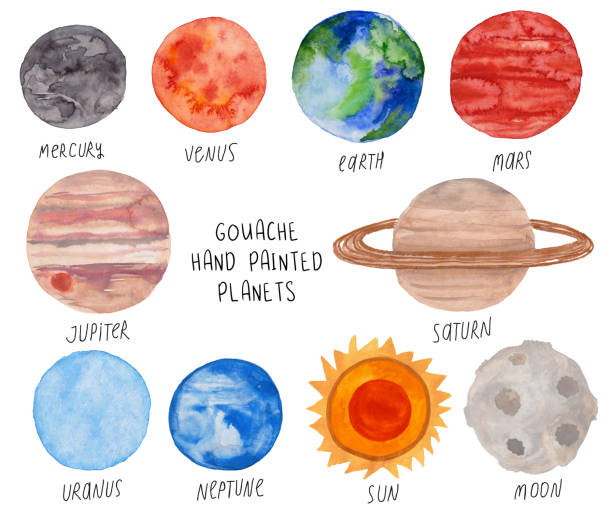 MERCURY
VENUS
EARTH
MARS
GOUACHE
HAND PAINTED
PLANETS
JUPITER
SATURN
URANUS
NEPTUNE
SUN
MOON